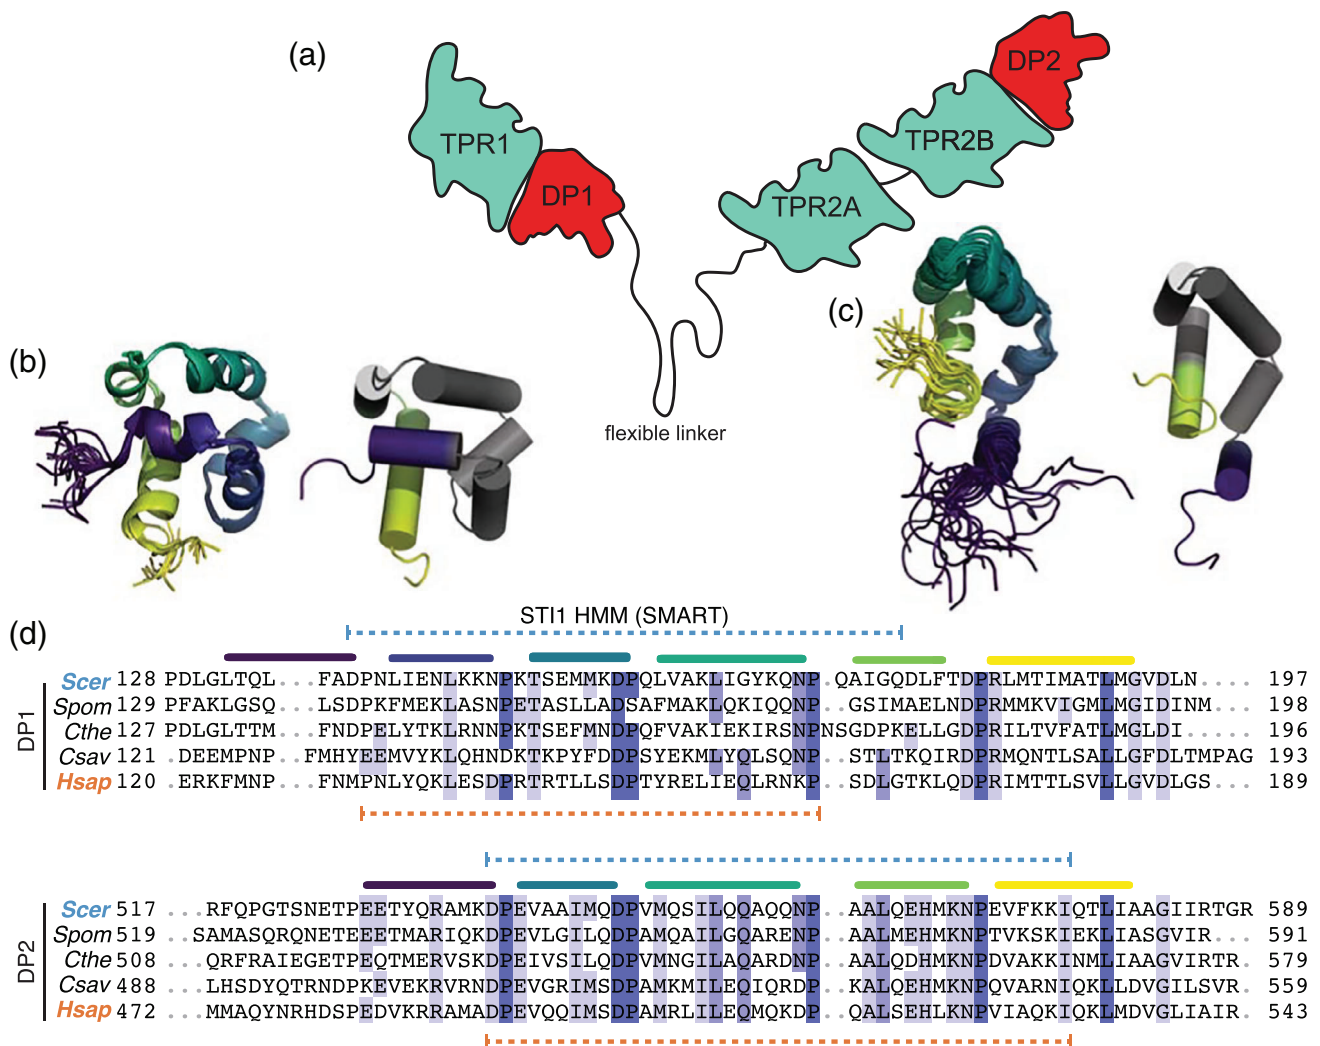 (a)
TPR1
DP1
TPR2A
TPR2B
DP2
flexible linker
(b)
(c)
(d)
STI1 HMM (SMART)
DP1
Scer 128 PDLGLTQL...FADPNLIENLKKNPKTSEMMKDPQLVAKLIGYKQNP.QAIGQDLFTDPRLMTIMATLMGVDLN.... 197
Spom 129 PFAKLGSQ...LSDPKFMEKLASNPETASLLADSAFMAKLQKIQQNP..GSIMAELNDPRMMKVIGMLMGIDINM... 198
Cthe 127 PDLGLTTM...FNDPELYTKLRNNPKTSEFMNDPQFVAKIEKIRSNPNSGDPKELLGDPRILTVFATLMGLDI..... 196
Csav 121 .DEEMPNP..FMHYEEMVYKLQHNDKTKPYFDDPSYEKMLYQLSQNP..STLTKQIRDPRMQNTLSALLGFDLTMPAG 193
Hsap 120 .ERKFMNP...FNMPNLYQKLESDPRTRTLLSDPTYRELIEQLRNKP..SDLGTKLQDPRIMTTLSVLLGVDLGS... 189
DP2
Scer 517 ...RFQPGTSNETPEETYQRAMKDPEVAAIMQDPVMQSILQQAQQNP..AALQEHMKNPEVFKKIQTLIAAGIIRTGR 589
Spom 519 ..SAMASQRQNETEEETMARIQKDPEVLGILQDPAMQAILGQARENP..AALMEHMKNPTVKSKIEKLIASGVIR... 591
Cthe 508 ...QRFRAIEGETPEQTMERVSKDPEIVSILQDPVMNGILAQARDNP..AALQDHMKNPDVAKKINMLIAAGVIRT.. 579
Csav 488 ...LHSDYQTRNDPKEVEKRVRNDPEVGRIMSDPAMKMILEQIQRDP..KALQEHMKNPQVARNIQKLLDVGILSVR. 559
Hsap 472 ...MMAQYNRHDSPEDVKRRAMADPEVQQIMSDPAMRLILEQMQKDP..QALSEHLKNPVIAQKIQKLMDVGLIAIR. 543